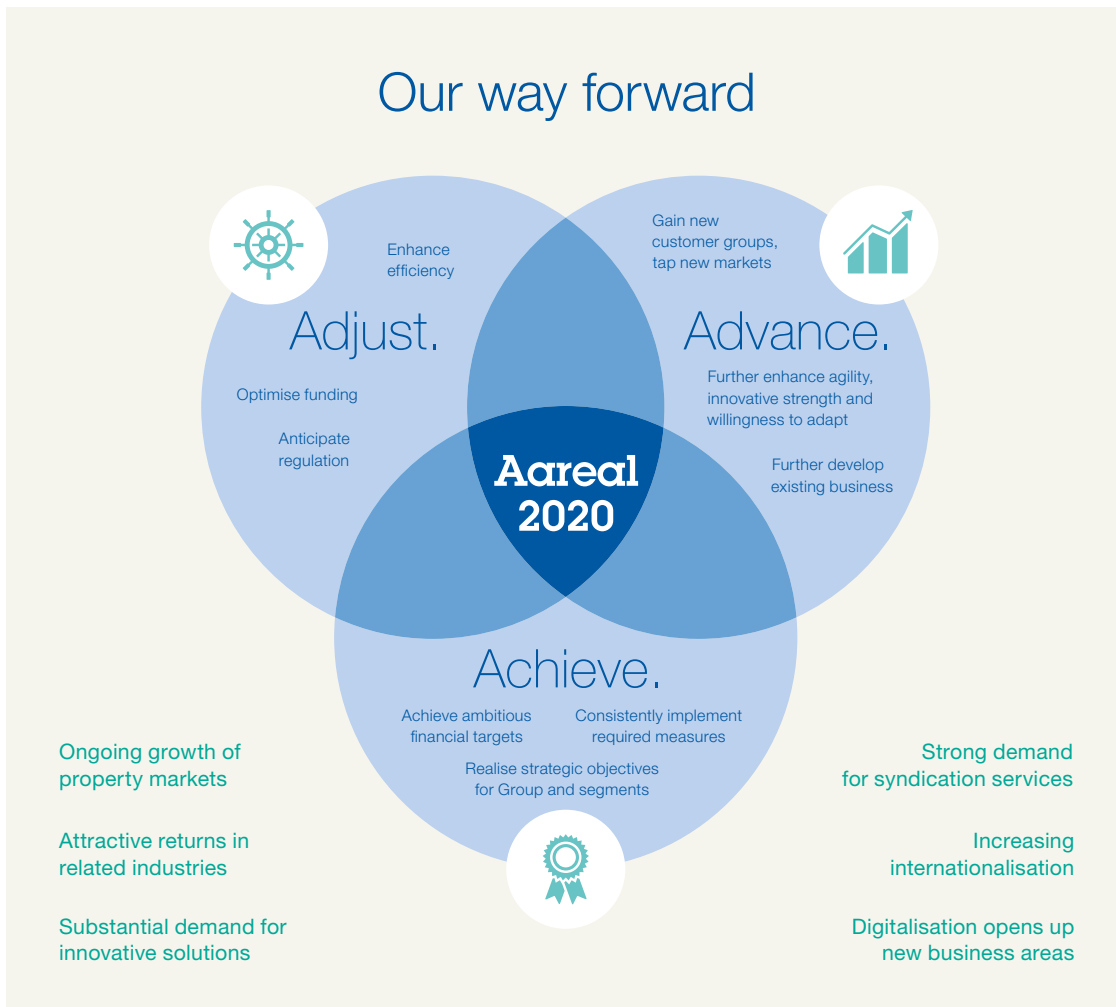 Our way forward
Enhance
efficiency
Adjust.
Optimise funding
Anticipate
regulation
Gain new
customer groups,
tap new markets
Advance.
Further enhance agility,
innovative strength and
willingness to adapt
Further develop
existing business
Aareal
2020
Achieve.
Achieve ambitious
financial targets
Consistently implement
required measures
Realise strategic objectives
for Group and segments
Ongoing growth of
property markets
Attractive returns in
related industries
Substantial demand for
innovative solutions
Strong demand
for syndication services
Increasing
internationalisation
Digitalisation opens up
new business areas